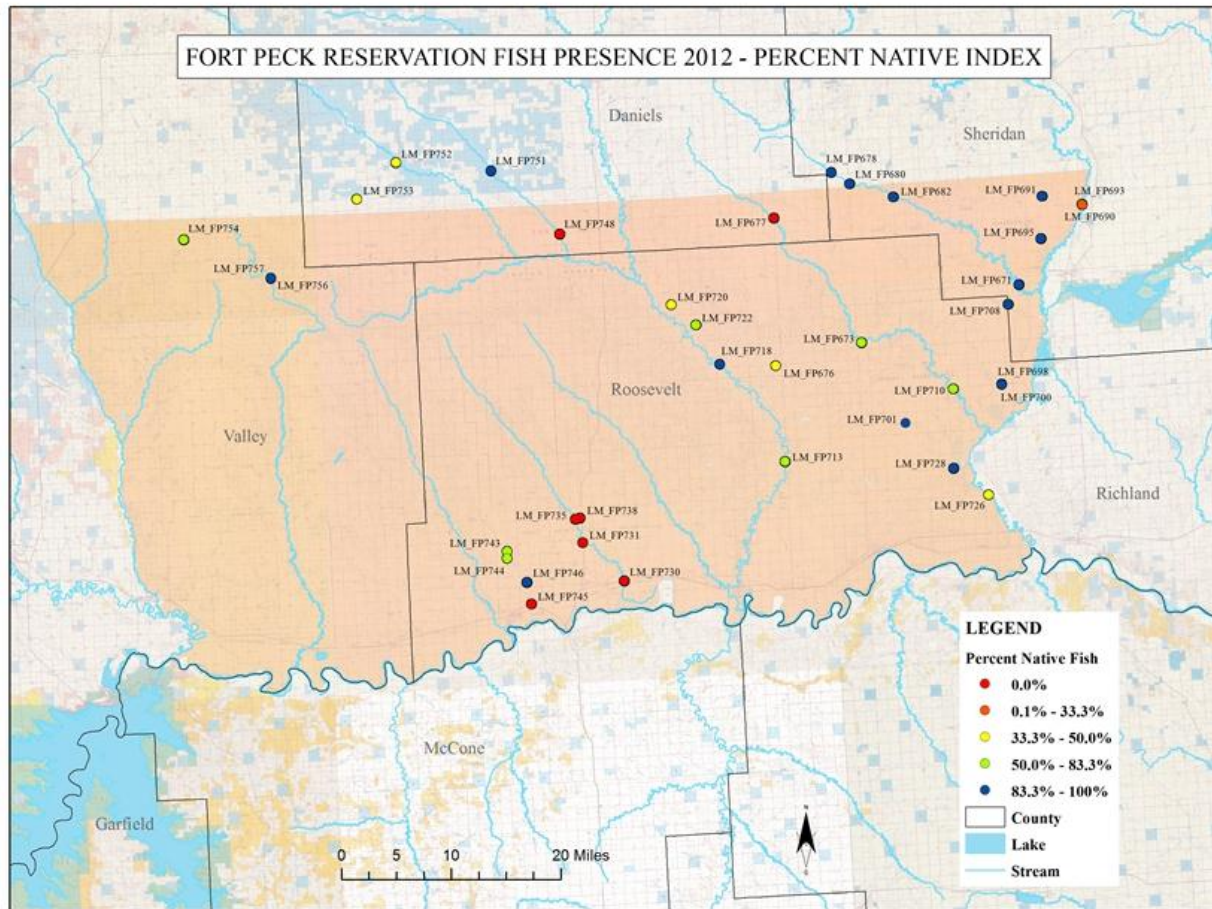 FORT PECK RESERVATION FISH PRESENCE 2012 - PERCENT NATIVE INDEX
Daniels
Sheridan
LM_FP752
LM_FP751
LM_FP678
LM_FP680
LM_FP753
LM_FP682
LM_FP691
LM_FP693
LM_FP690
LM_FP748
LM_FP677
LM_FP754
LM_FP695
LM_FP757
LM_FP756
LM_FP671
LM_FP720
LM_FP708
LM_FP722
LM_FP673
LM_FP718
LM_FP676
LM_FP698
Roosevelt
LM_FP710
LM_FP700
LM_FP701
Valley
LM_FP713
LM_FP728
Richland
LM_FP726
LM_FP735
LM_FP738
LM_FP731
LM_FP743
LM_FP744
LM_FP746
LM_FP730
LM_FP745
LEGEND
Percent Native Fish
0.0%
0.1% - 33.3%
33.3% - 50.0%
50.0% - 83.3%
83.3% - 100%
County
Lake
Stream
McCone
Garfield
N
0 5 10 20 Miles